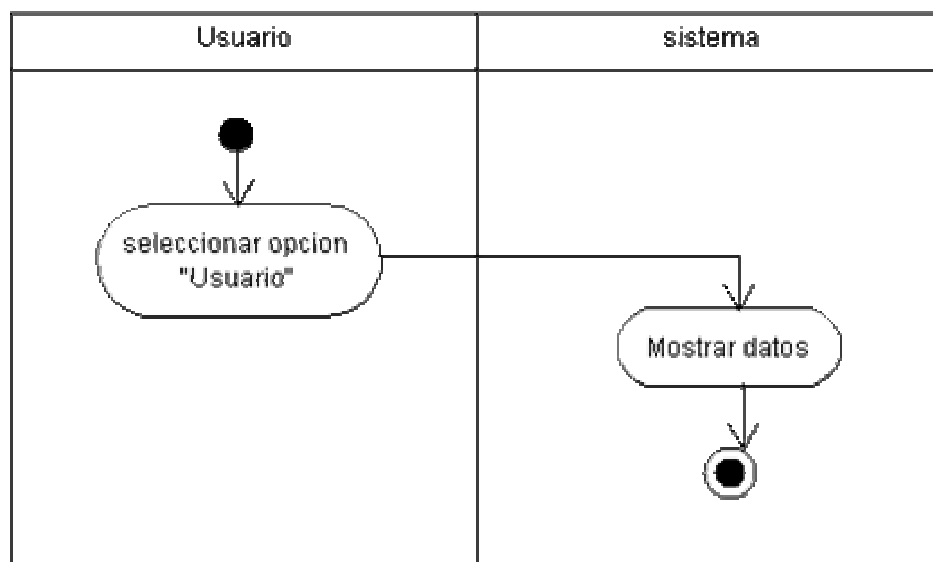 Usuario
sistema
seleccionar opcion
"Usuario"
Mostrar datos